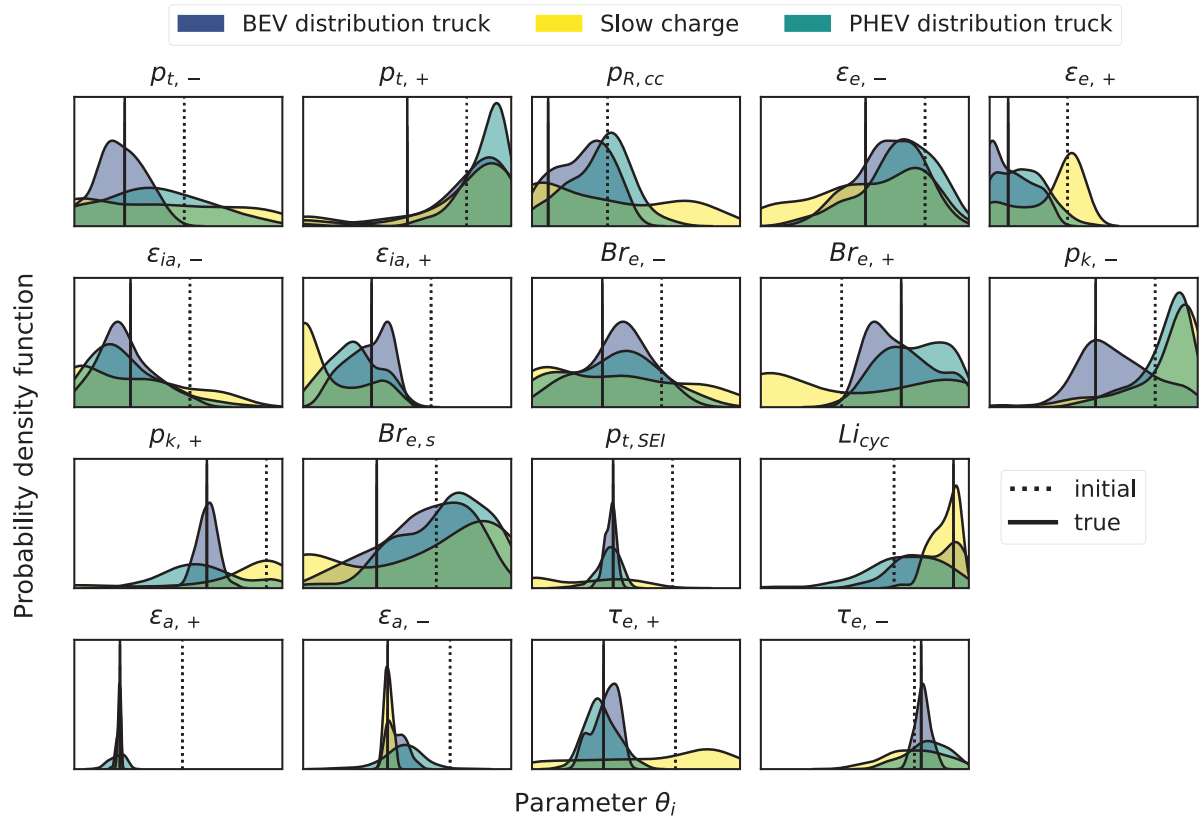 BEV distribution truck Slow charge PHEV distribution truck
p_{t, −} p_{t, +} p_{R, cc} ε_{e, −} ε_{e, +}
ε_{ia, −} ε_{ia, +} Br_{e, −} Br_{e, +} p_{k, −}
p_{k, +} Br_{e, s} p_{t, SEI} Li_{cyc}
initial
true
ε_{a, +} ε_{a, −} τ_{e, +} τ_{e, −}
Probability density function
Parameter θ_i